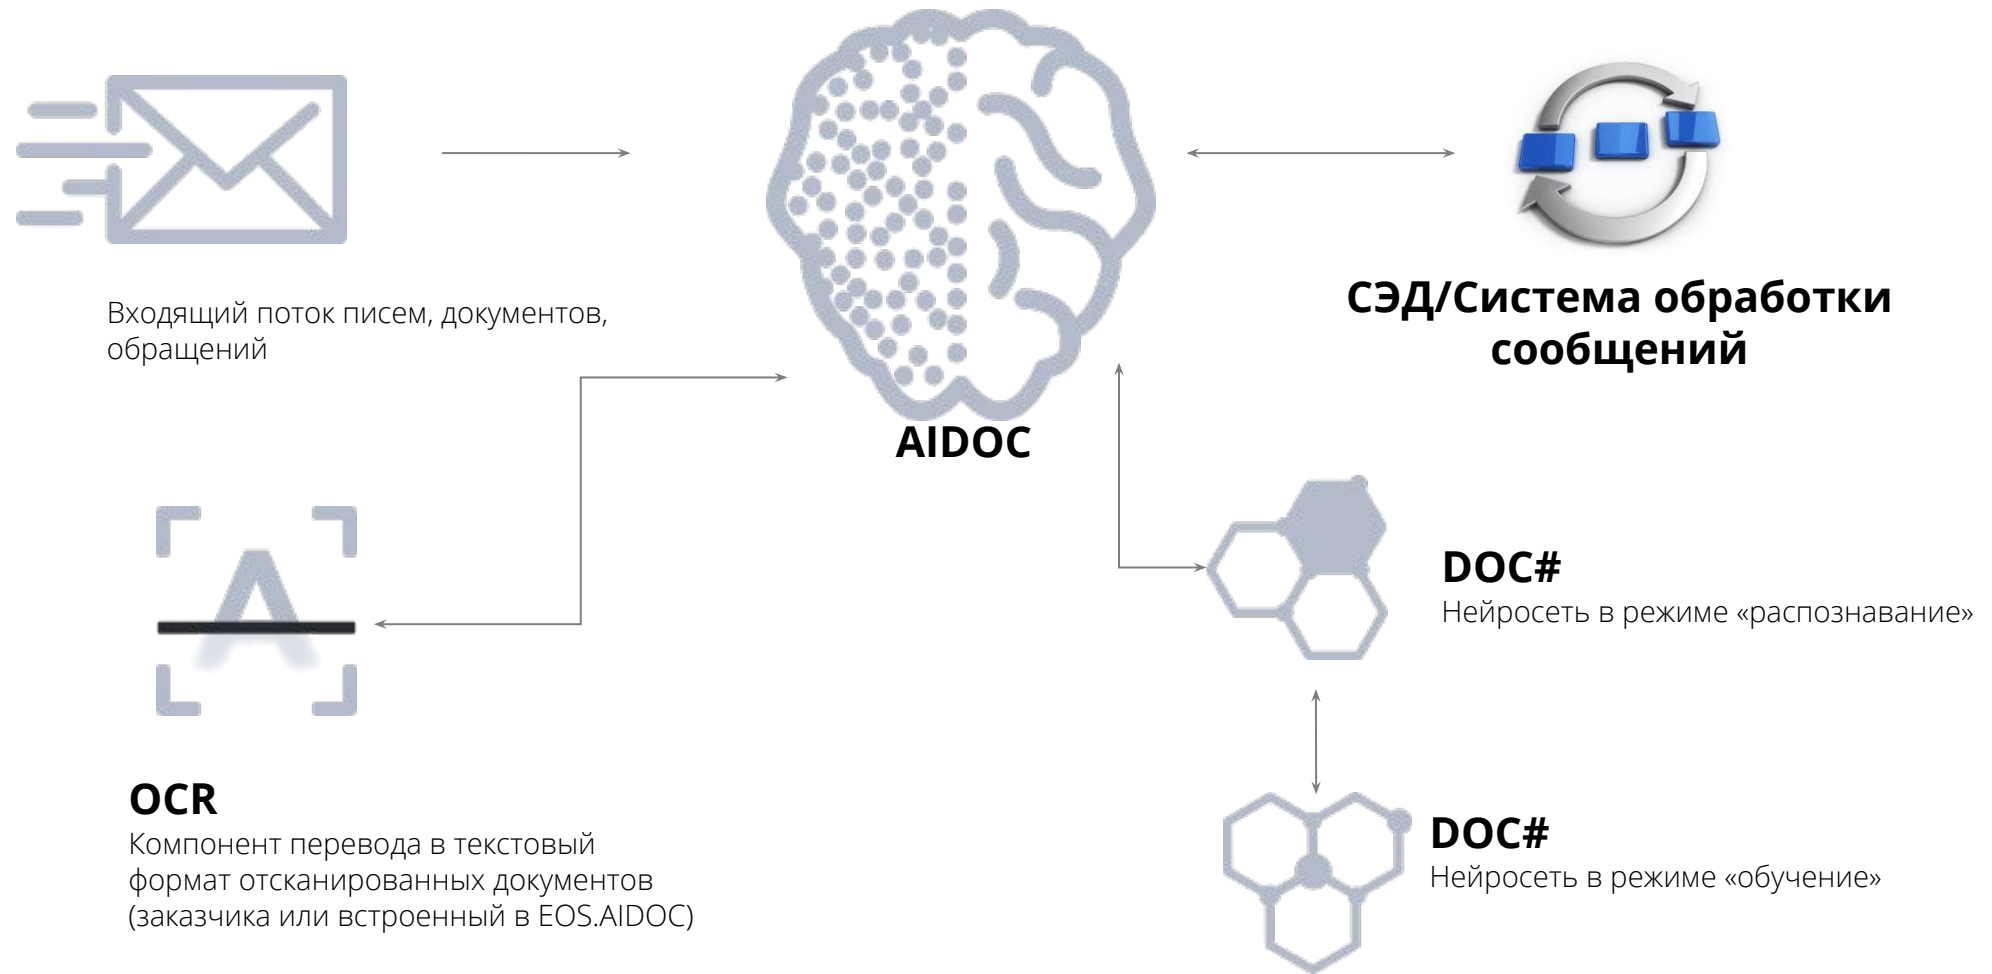 Входящий поток писем, документов,
обращений
AIDOC
СЭД/Система обработки
сообщений
OCR
Компонент перевода в текстовый
формат отсканированных документов
(заказчика или встроенный в EOS.AIDOC)
DOC#
Нейросеть в режиме «распознавание»
DOC#
Нейросеть в режиме «обучение»